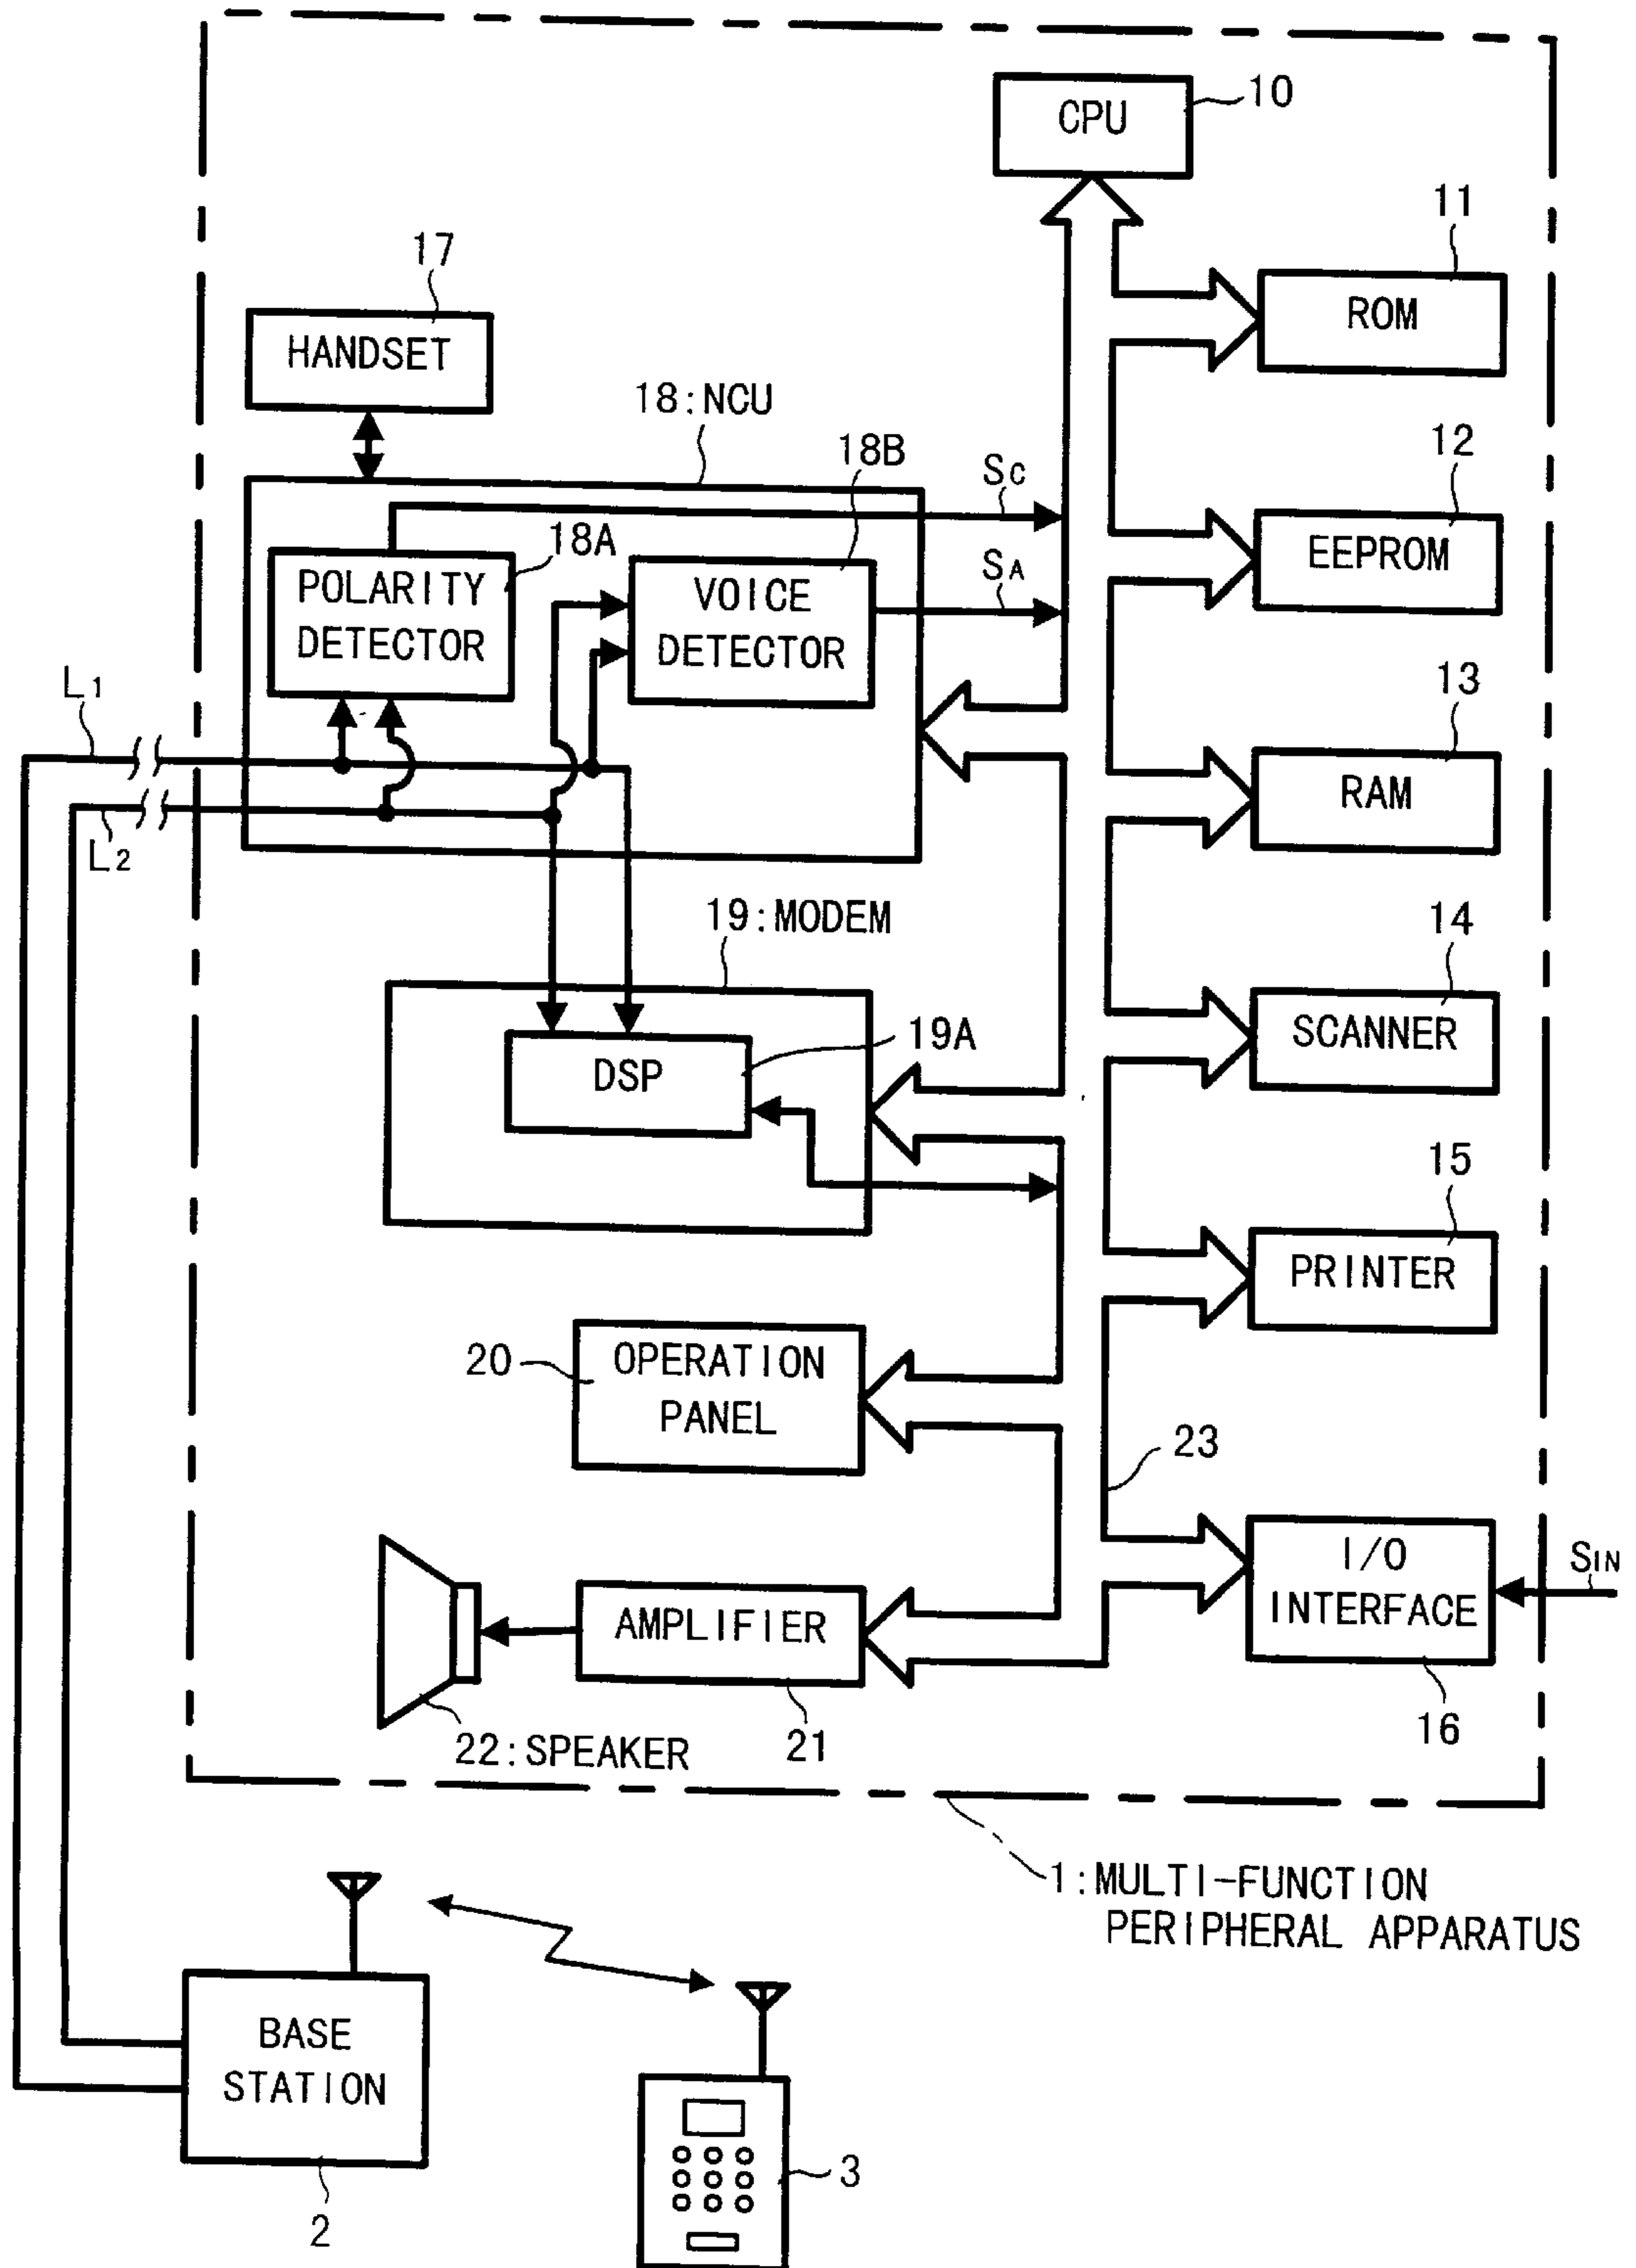 CPU
10
11
ROM
17
HANDSET
18:NCU
12
EEPROM
18B
SC
18A
POLARITY
DETECTOR
VOICE
DETECTOR
SA
13
RAM
L1
L2
19:MODEM
14
SCANNER
19A
DSP
15
PRINTER
20
OPERATION
PANEL
23
I/O
INTERFACE
SIN
16
AMPLIFIER
21
22:SPEAKER
1:MULTI-FUNCTION
PERIPHERAL APPARATUS
BASE
STATION
2
3